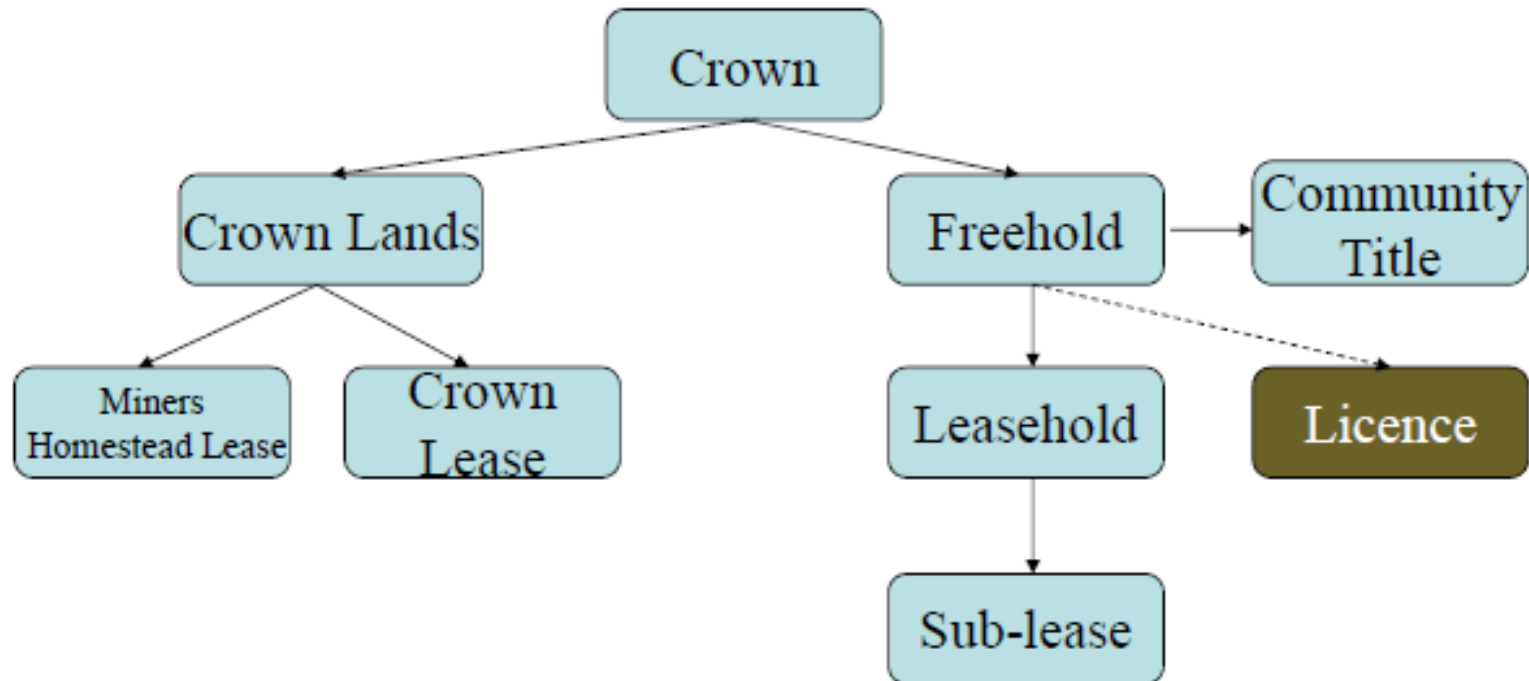 Crown
Crown Lands
Freehold
Community
Title
Miners
Homestead Lease
Crown
Lease
Leasehold
Licence
Sub-lease